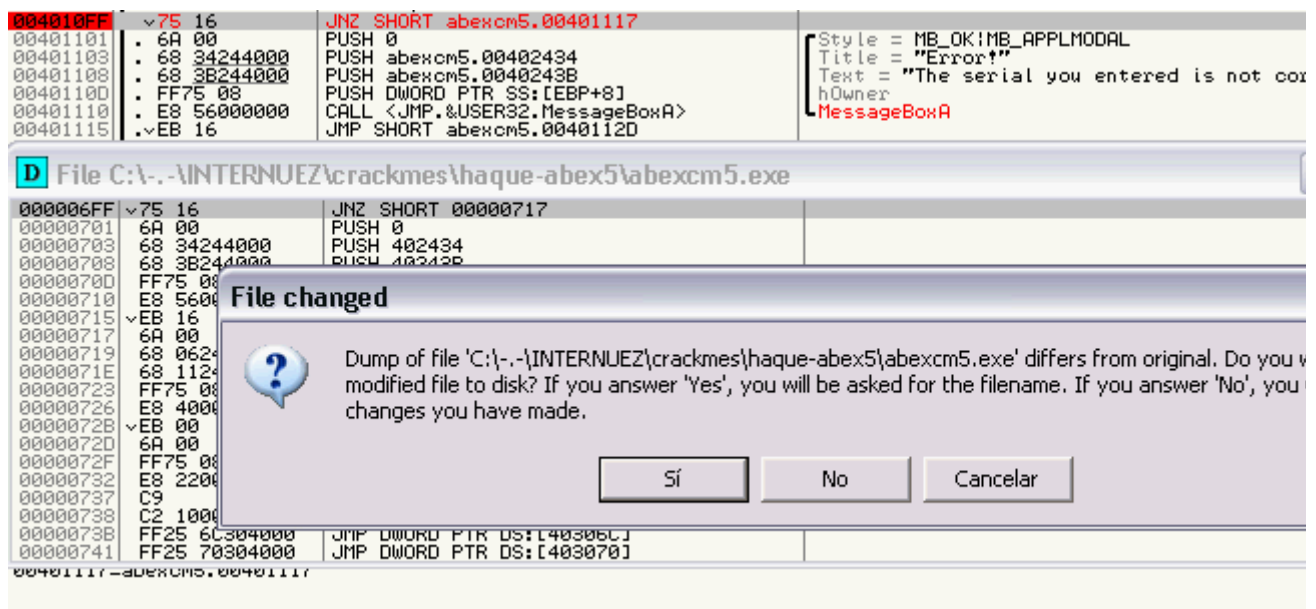 004010FF ˅75 16 JNZ SHORT abexcm5.00401117
00401101 . 6A 00 PUSH 0 Style = MB_OK|MB_APPLMODAL
00401103 . 68 34244000 PUSH abexcm5.00402434 Title = "Error!"
00401108 . 68 3B244000 PUSH abexcm5.0040243B Text = "The serial you entered is not
0040110D . FF75 08 PUSH DWORD PTR SS:[EBP+8] hOwner
00401110 . E8 56000000 CALL <JMP.&USER32.MessageBoxA> MessageBoxA
00401115 .˅EB 16 JMP SHORT abexcm5.0040112D
D File C:\-.-\INTERNUEZ\crackmes\haque-abex5\abexcm5.exe
000006FF ˅75 16 JNZ SHORT 00000717
00000701 6A 00 PUSH 0
00000703 68 34244000 PUSH 402434
00000708 68 3B244000 PUSH 40243B
0000070D FF75 08
00000710 E8
00000715 ˅EB 16
00000717 6A 00
00000719 68
0000071E 68
00000723 FF75 08
00000726 E8
0000072B ˅EB 00
0000072D 6A 00
0000072F FF75 08
00000732 E8
00000737 C9
00000738 C2
0000073B FF25 6C304000 JMP DWORD PTR DS:[40306C]
00000741 FF25 70304000 JMP DWORD PTR DS:[403070]
File changed
Dump of file 'C:\-.-\INTERNUEZ\crackmes\haque-abex5\abexcm5.exe' differs from original. Do you
modified file to disk? If you answer 'Yes', you will be asked for the filename. If you answer 'No', you
changes you have made.
Sí
No
Cancelar
00401117=abexcm5.00401117